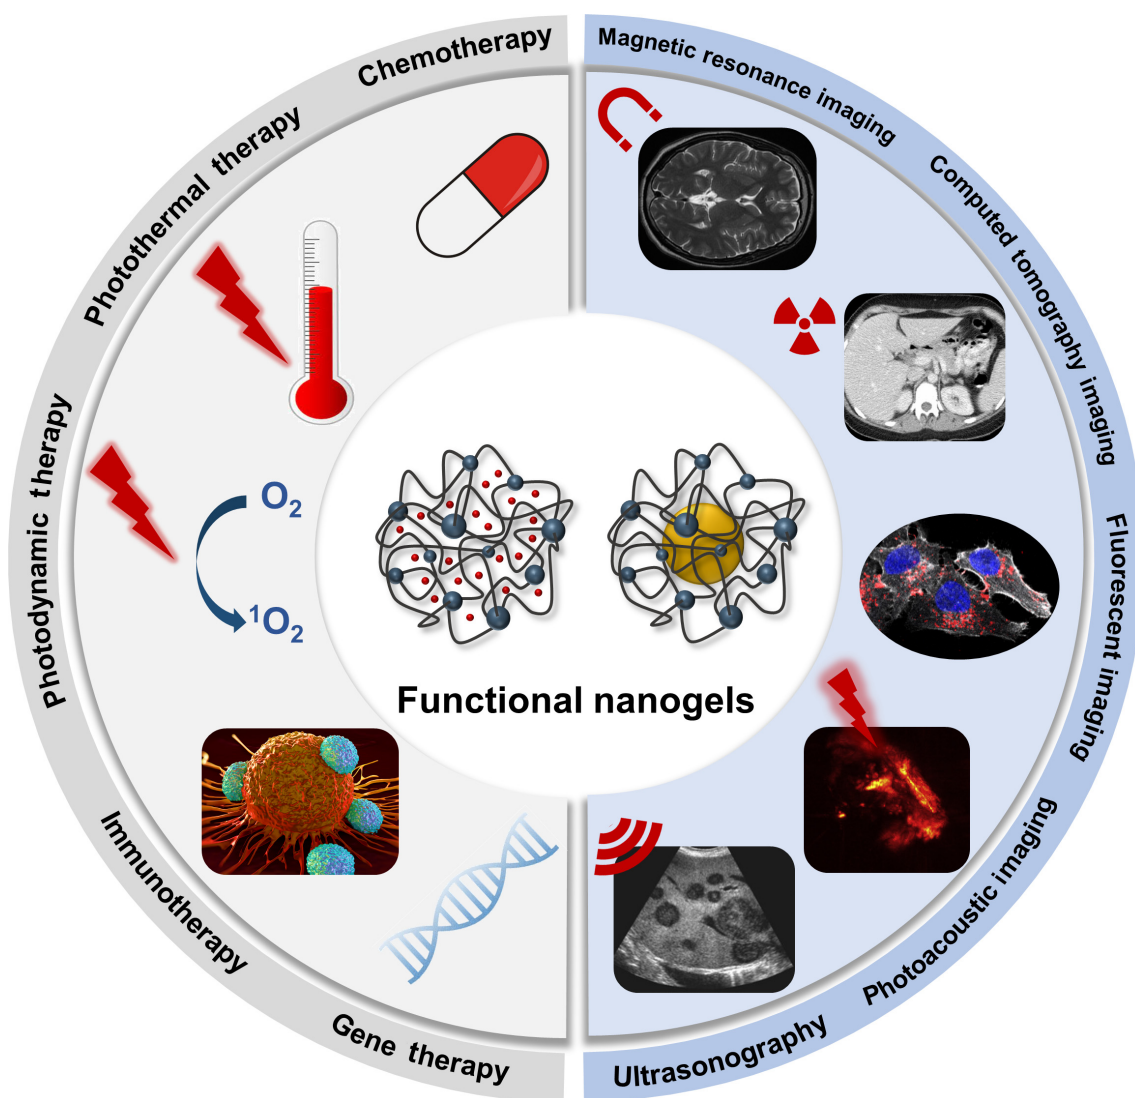 Chemotherapy
Photothermal therapy
Photodynamic therapy
Immunotherapy
Gene therapy
Magnetic resonance imaging
Computed tomography imaging
Fluorescent imaging
Photoacoustic imaging
Ultrasonography
O₂
¹O₂
Functional nanogels